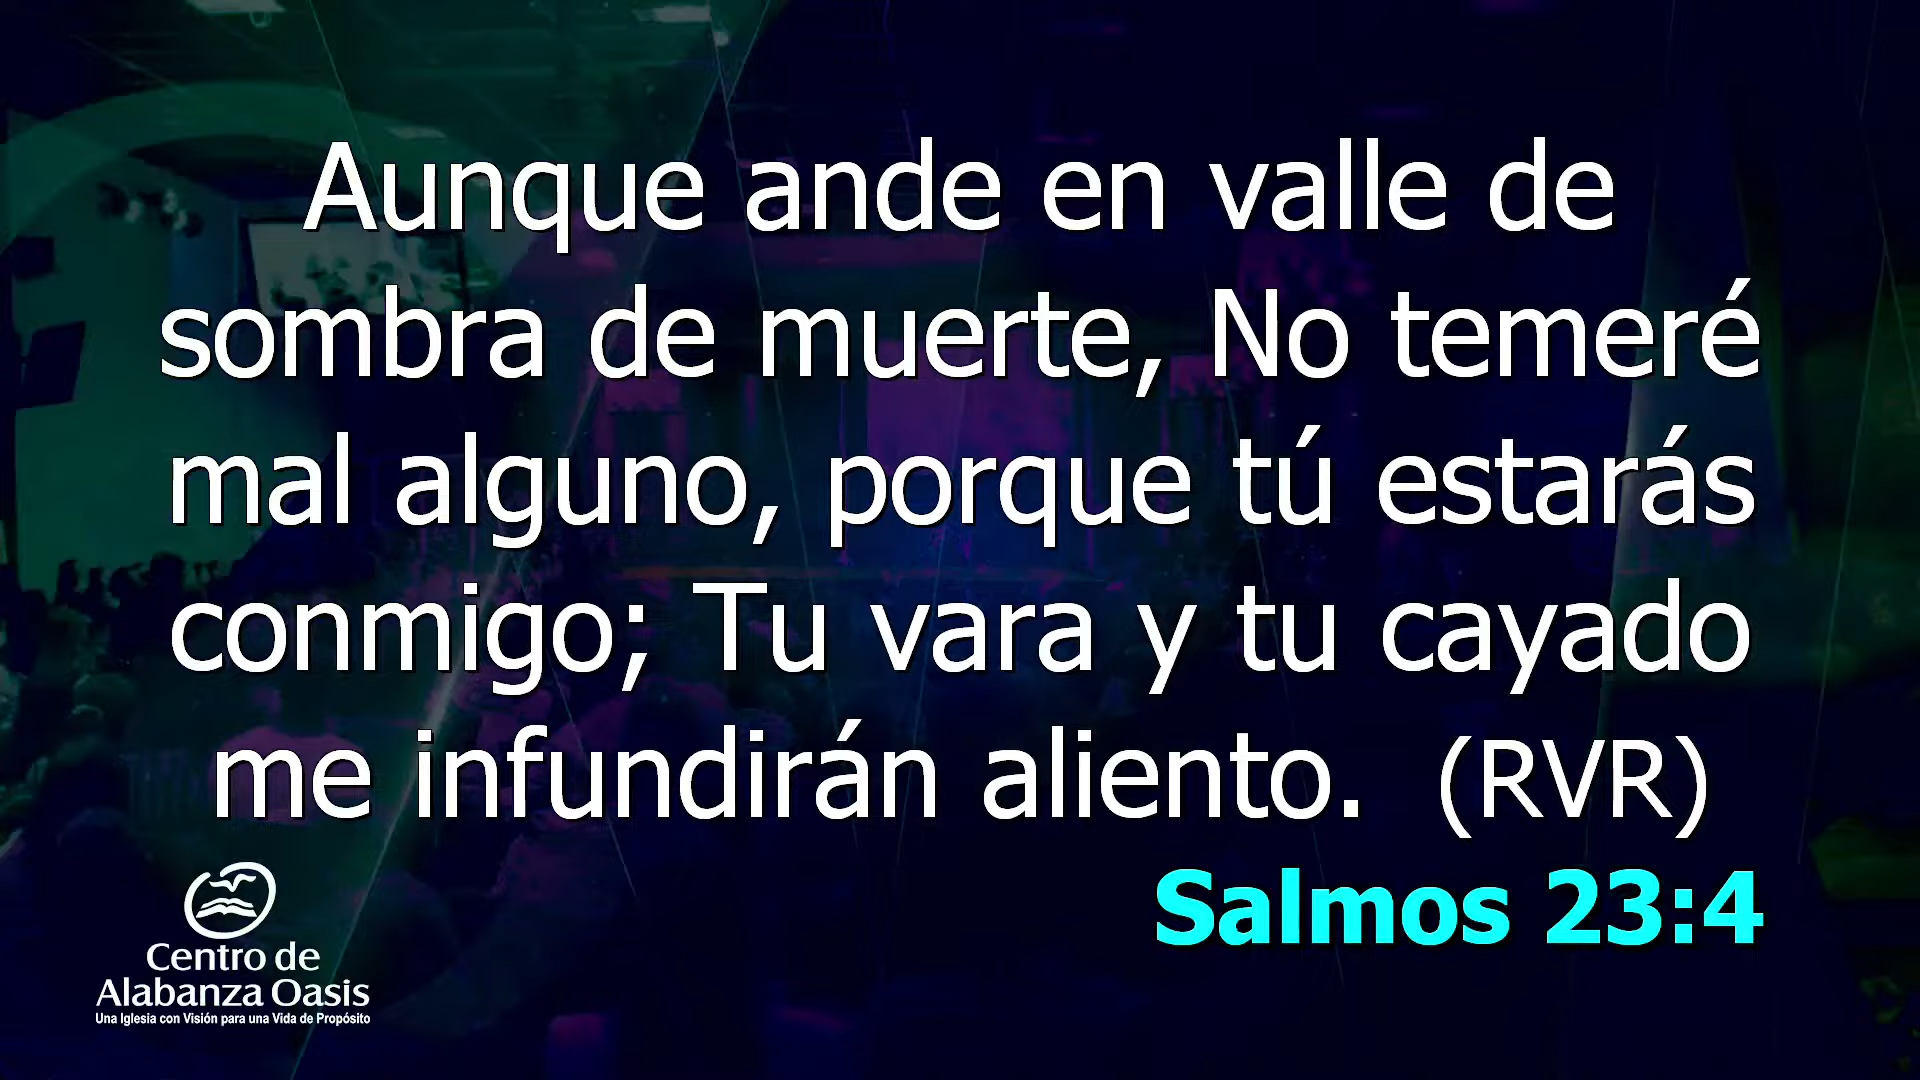 Aunque ande en valle de
sombra de muerte, No temeré
mal alguno, porque tú estarás
conmigo; Tu vara y tu cayado
me infundirán aliento.  (RVR)
Salmos 23:4
Centro de
Alabanza Oasis
Una Iglesia con Visión para una Vida de Propósito